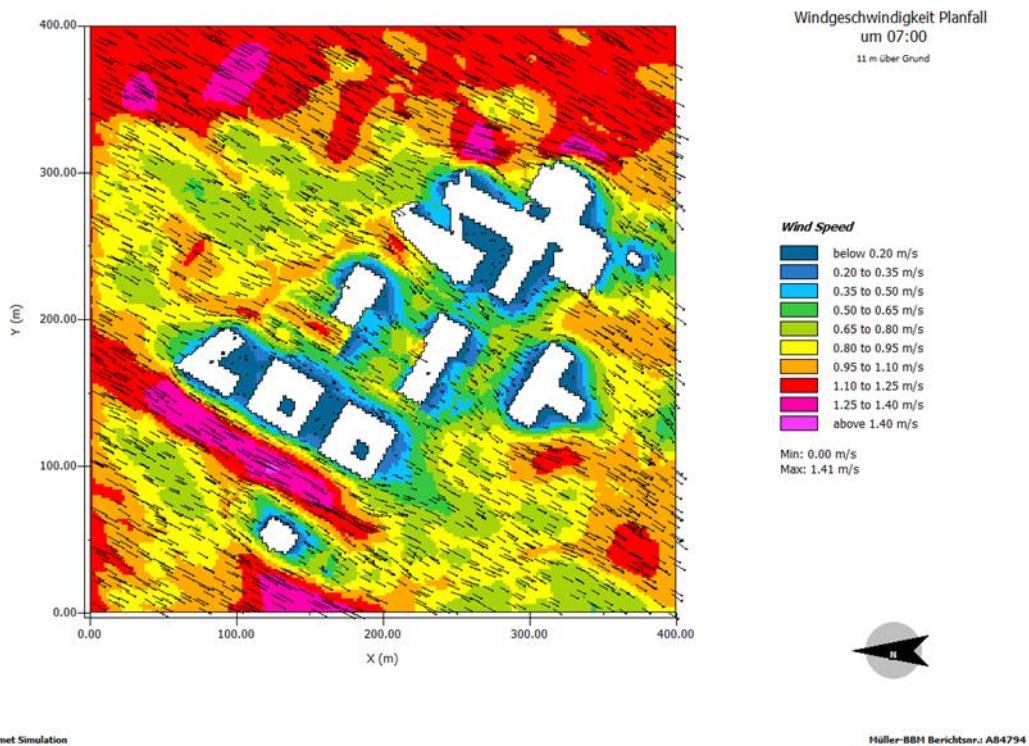 Windgeschwindigkeit Planfall
um 07:00
11 m über Grund
400.00
300.00
200.00
100.00
0.00
Y (m)
0.00 100.00 200.00 300.00 400.00
X (m)
Wind Speed
below 0.20 m/s
0.20 to 0.35 m/s
0.35 to 0.50 m/s
0.50 to 0.65 m/s
0.65 to 0.80 m/s
0.80 to 0.95 m/s
0.95 to 1.10 m/s
1.10 to 1.25 m/s
1.25 to 1.40 m/s
above 1.40 m/s
Min: 0.00 m/s
Max: 1.41 m/s
N
met Simulation
Müller-BBM Berichtsnr.: A84794